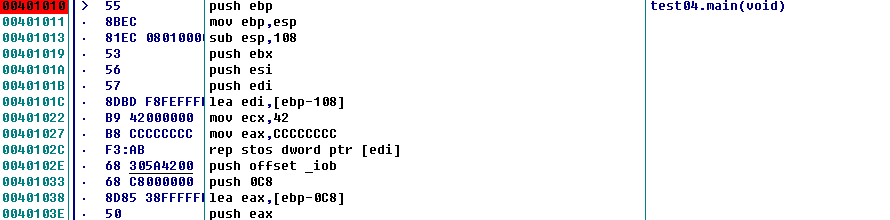 00401010 > 55 push ebp test04.main(void)
00401011 . 8BEC mov ebp,esp
00401013 . 81EC 08010000 sub esp,108
00401019 . 53 push ebx
0040101A . 56 push esi
0040101B . 57 push edi
0040101C . 8DBD F8FEFFFF lea edi,[ebp-108]
00401022 . B9 42000000 mov ecx,42
00401027 . B8 CCCCCCCC mov eax,CCCCCCCC
0040102C . F3:AB rep stos dword ptr [edi]
0040102E . 68 305A4200 push offset _iob
00401033 . 68 C8000000 push 0C8
00401038 . 8D85 38FFFFFF lea eax,[ebp-0C8]
0040103E . 50 push eax